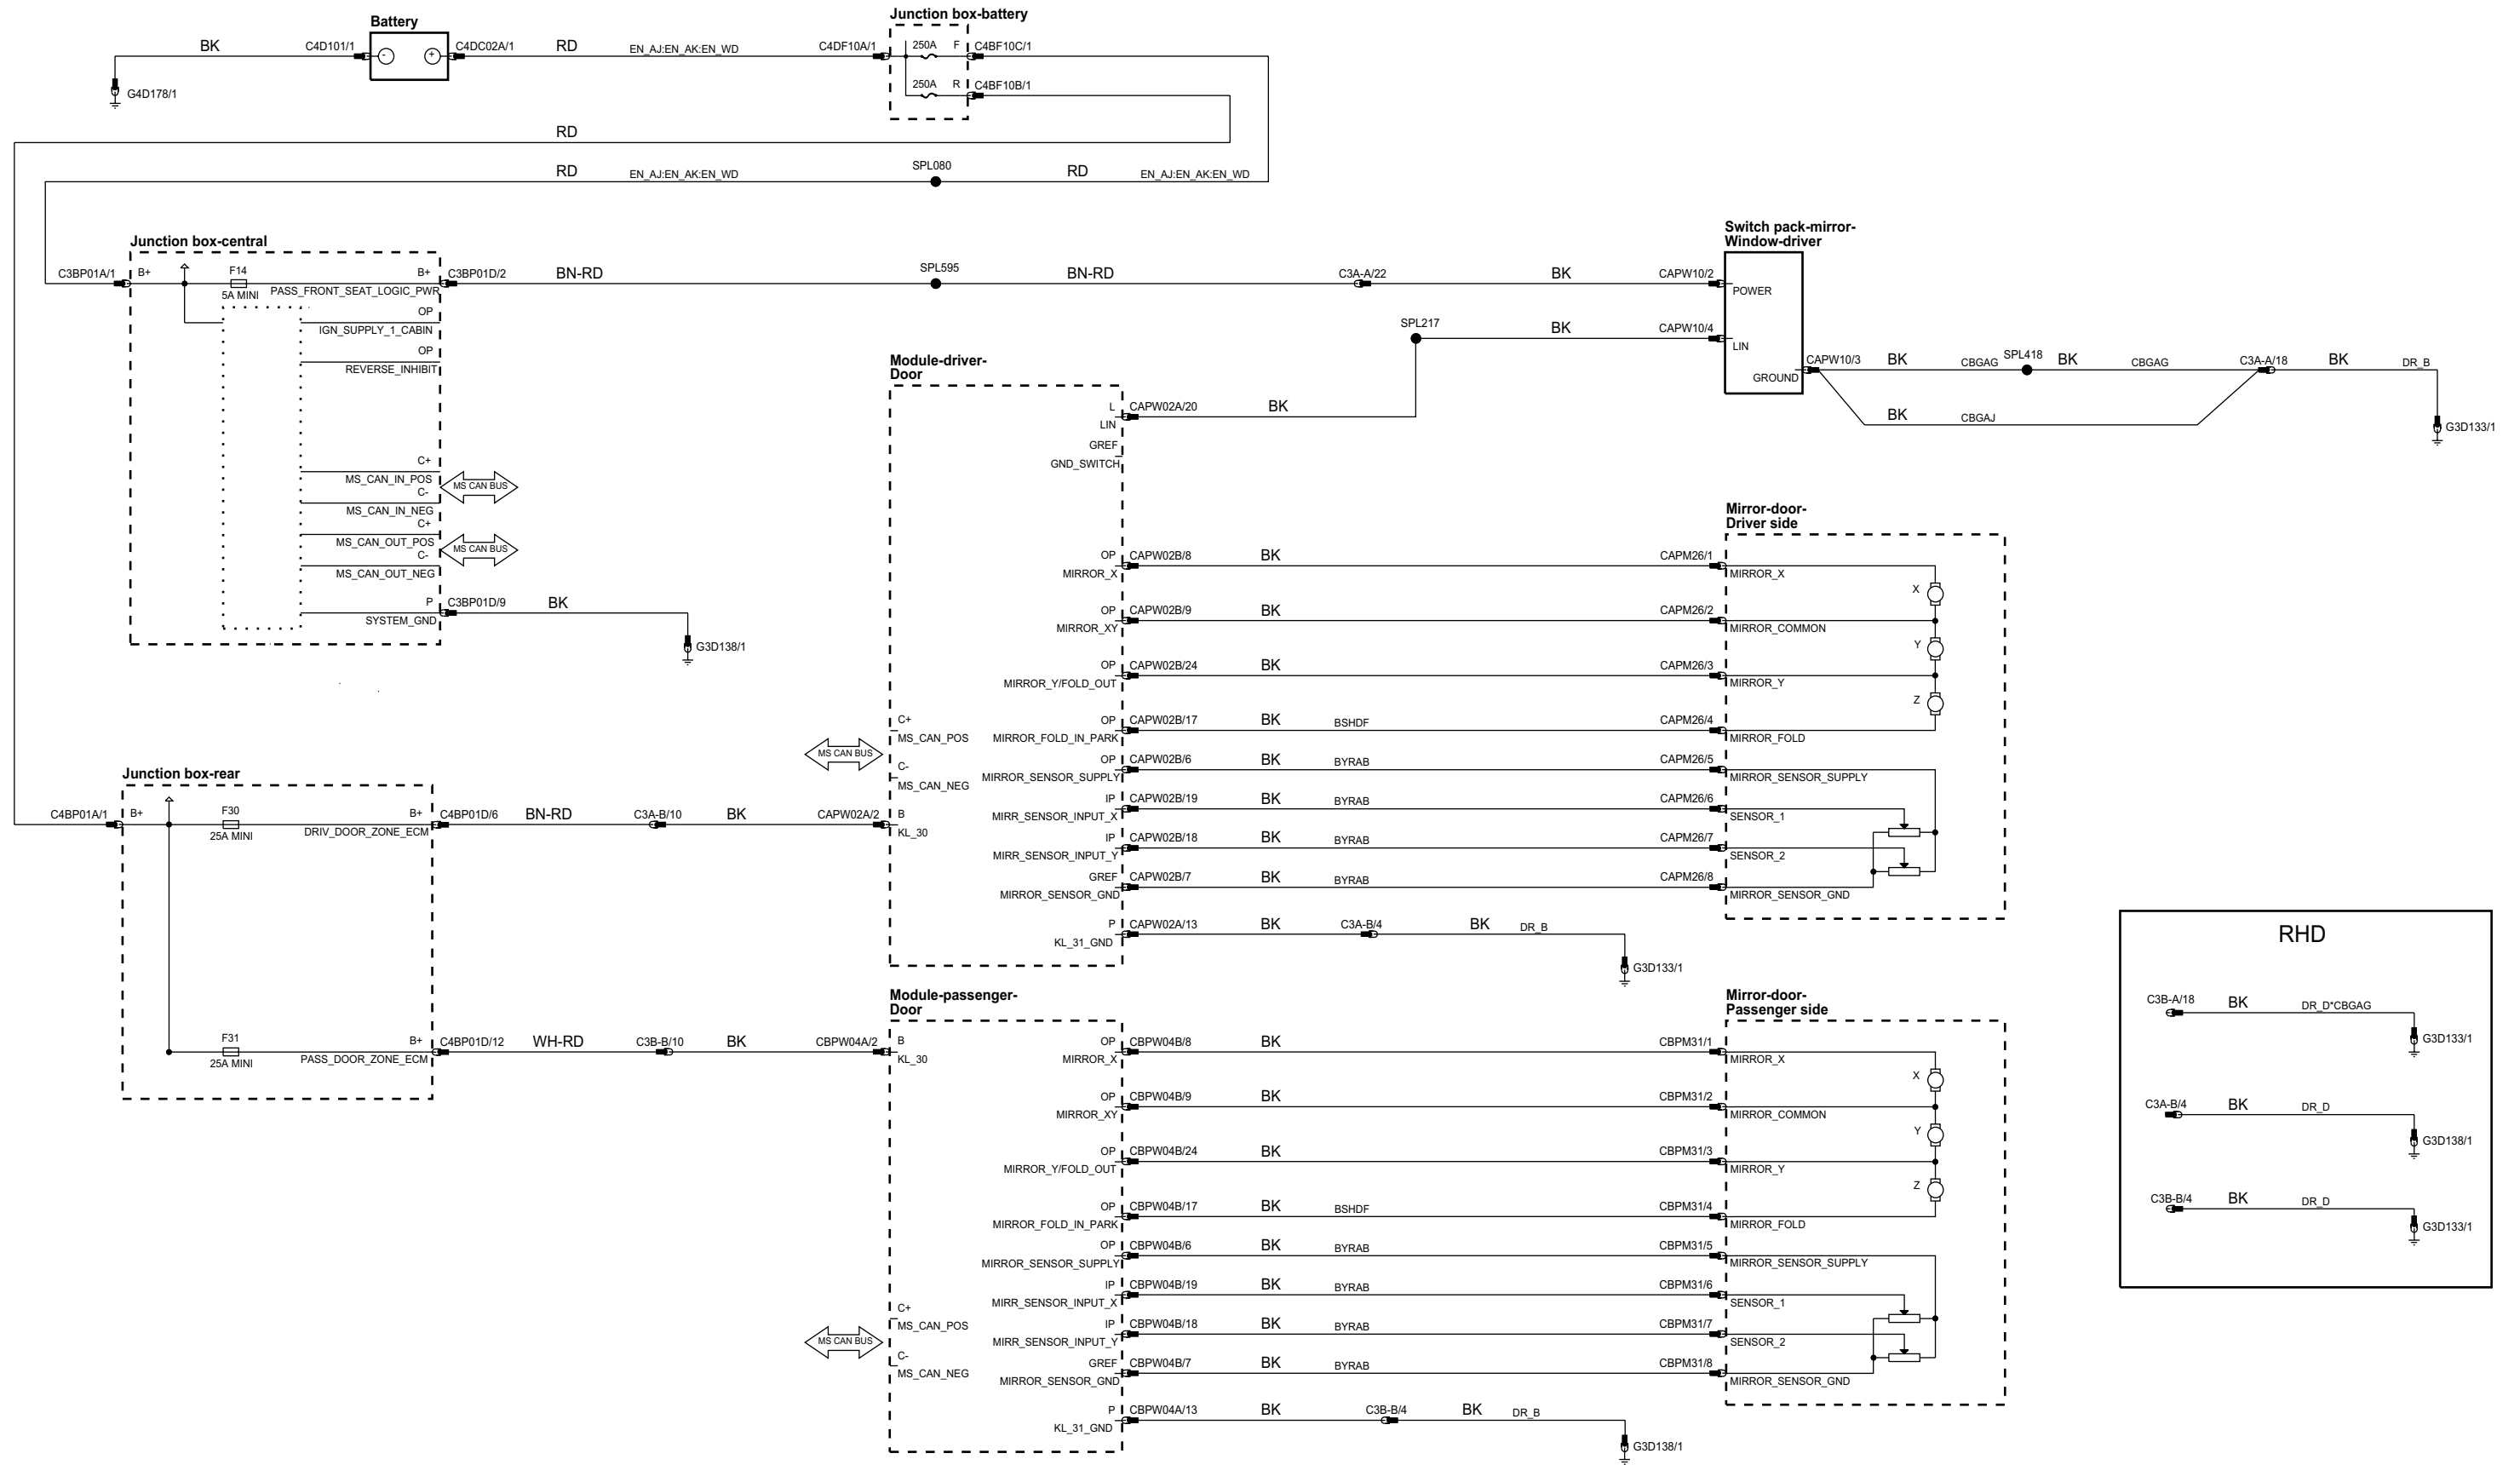 Battery
Junction box-battery
BK
C4D101/1
-
+
C4DC02A/1
RD
EN_AJ:EN_AK:EN_WD
C4DF10A/1
250A
F
C4BF10C/1
G4D178/1
250A
R
C4BF10B/1
RD
RD
EN_AJ:EN_AK:EN_WD
SPL080
RD
EN_AJ:EN_AK:EN_WD
Junction box-central
C3BP01A/1
B+
F14
5A MINI
B+
PASS_FRONT_SEAT_LOGIC_PWR
C3BP01D/2
BN-RD
SPL595
BN-RD
C3A-A/22
BK
CAPW10/2
OP
IGN_SUPPLY_1_CABIN
OP
REVERSE_INHIBIT
C+
MS_CAN_IN_POS
C-
MS_CAN_IN_NEG
MS CAN BUS
C+
MS_CAN_OUT_POS
C-
MS_CAN_OUT_NEG
MS CAN BUS
P
SYSTEM_GND
C3BP01D/9
BK
G3D138/1
Switch pack-mirror-
Window-driver
POWER
LIN
GROUND
SPL217
BK
CAPW10/4
CAPW10/3
BK
CBGAG
SPL418
BK
CBGAG
C3A-A/18
BK
DR_B
BK
CBGAJ
G3D133/1
Module-driver-
Door
L
LIN
CAPW02A/20
BK
GREF
GND_SWITCH
Mirror-door-
Driver side
OP
MIRROR_X
CAPW02B/8
BK
CAPM26/1
MIRROR_X
X
OP
MIRROR_XY
CAPW02B/9
BK
CAPM26/2
MIRROR_COMMON
Y
OP
MIRROR_Y/FOLD_OUT
CAPW02B/24
BK
CAPM26/3
MIRROR_Y
Z
C+
MS_CAN_POS
OP
MIRROR_FOLD_IN_PARK
CAPW02B/17
BK
BSHDF
CAPM26/4
MIRROR_FOLD
MS CAN BUS
C-
MS_CAN_NEG
OP
MIRROR_SENSOR_SUPPLY
CAPW02B/6
BK
BYRAB
CAPM26/5
MIRROR_SENSOR_SUPPLY
IP
MIRR_SENSOR_INPUT_X
CAPW02B/19
BK
BYRAB
CAPM26/6
SENSOR_1
IP
MIRR_SENSOR_INPUT_Y
CAPW02B/18
BK
BYRAB
CAPM26/7
SENSOR_2
GREF
MIRROR_SENSOR_GND
CAPW02B/7
BK
BYRAB
CAPM26/8
MIRROR_SENSOR_GND
P
KL_31_GND
CAPW02A/13
BK
C3A-B/4
BK
DR_B
G3D133/1
Junction box-rear
C4BP01A/1
B+
F30
25A MINI
B+
DRIV_DOOR_ZONE_ECM
C4BP01D/6
BN-RD
C3A-B/10
BK
CAPW02A/2
B
KL_30
F31
25A MINI
B+
PASS_DOOR_ZONE_ECM
C4BP01D/12
WH-RD
C3B-B/10
BK
CBPW04A/2
B
KL_30
Module-passenger-
Door
Mirror-door-
Passenger side
OP
MIRROR_X
CBPW04B/8
BK
CBPM31/1
MIRROR_X
X
OP
MIRROR_XY
CBPW04B/9
BK
CBPM31/2
MIRROR_COMMON
Y
OP
MIRROR_Y/FOLD_OUT
CBPW04B/24
BK
CBPM31/3
MIRROR_Y
Z
OP
MIRROR_FOLD_IN_PARK
CBPW04B/17
BK
BSHDF
CBPM31/4
MIRROR_FOLD
OP
MIRROR_SENSOR_SUPPLY
CBPW04B/6
BK
BYRAB
CBPM31/5
MIRROR_SENSOR_SUPPLY
C+
MS_CAN_POS
IP
MIRR_SENSOR_INPUT_X
CBPW04B/19
BK
BYRAB
CBPM31/6
SENSOR_1
MS CAN BUS
C-
MS_CAN_NEG
IP
MIRR_SENSOR_INPUT_Y
CBPW04B/18
BK
BYRAB
CBPM31/7
SENSOR_2
GREF
MIRROR_SENSOR_GND
CBPW04B/7
BK
BYRAB
CBPM31/8
MIRROR_SENSOR_GND
P
KL_31_GND
CBPW04A/13
BK
C3B-B/4
BK
DR_B
G3D138/1
RHD
C3B-A/18
BK
DR_D*CBGAG
G3D133/1
C3A-B/4
BK
DR_D
G3D138/1
C3B-B/4
BK
DR_D
G3D133/1